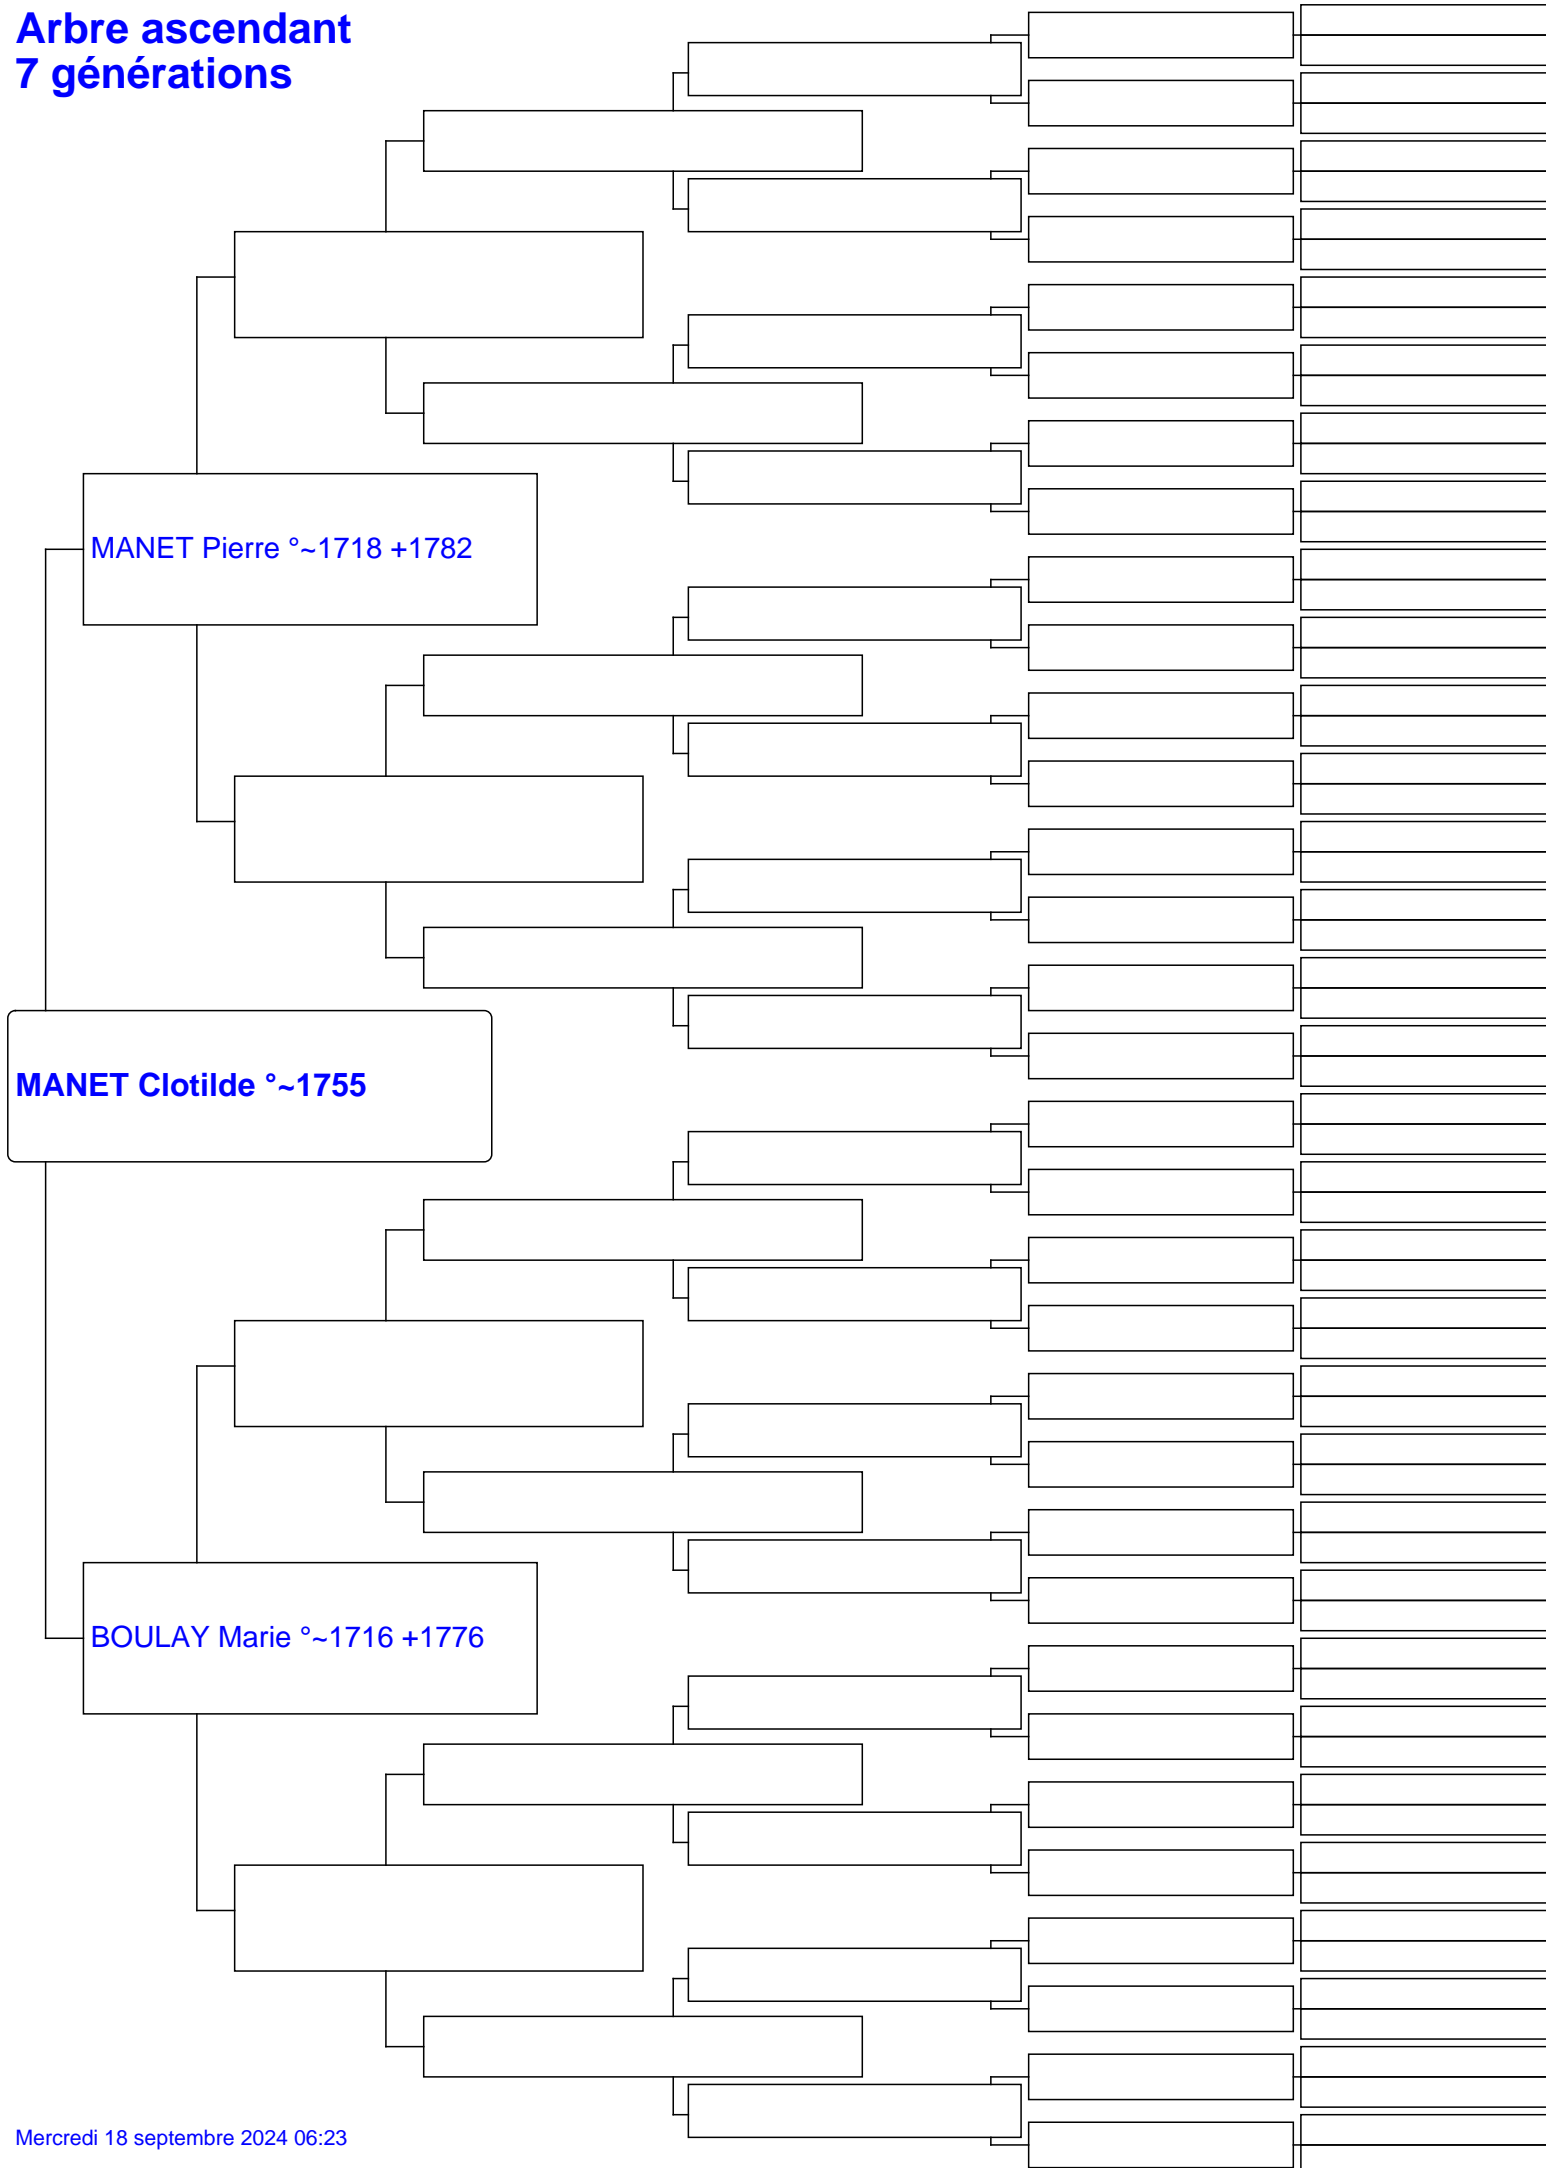 Arbre ascendant
7 générations
MANET Pierre °~1718 +1782
MANET Clotilde °~1755
BOULAY Marie °~1716 +1776
Mercredi 18 septembre 2024 06:23